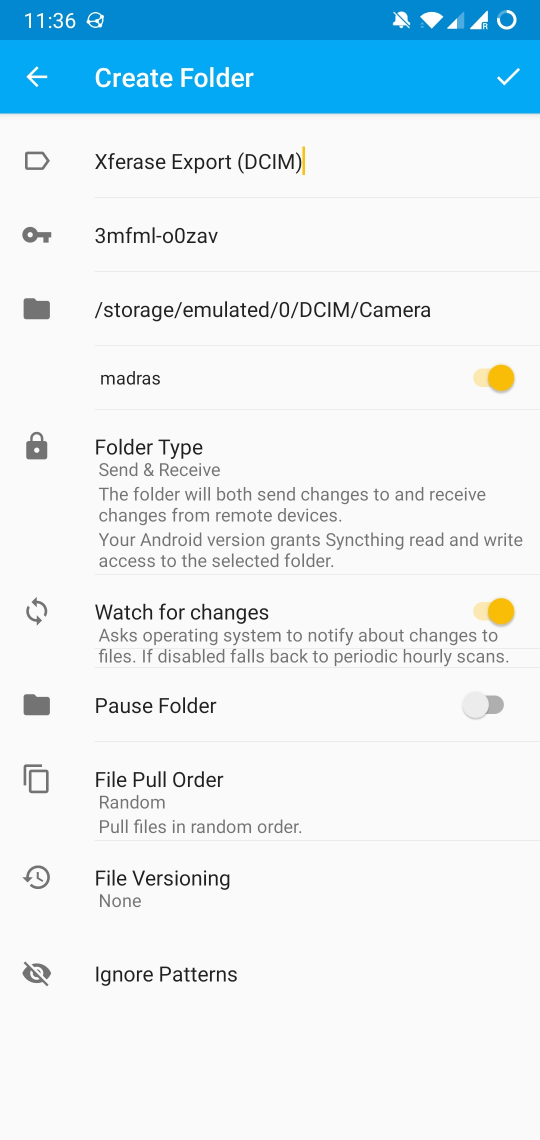 11:36
R
Create Folder
Xferase Export (DCIM)
3mfml-o0zav
/storage/emulated/0/DCIM/Camera
madras
Folder Type
Send & Receive
The folder will both send changes to and receive
changes from remote devices.
Your Android version grants Syncthing read and write
access to the selected folder.
Watch for changes
Asks operating system to notify about changes to
files. If disabled falls back to periodic hourly scans.
Pause Folder
File Pull Order
Random
Pull files in random order.
File Versioning
None
Ignore Patterns